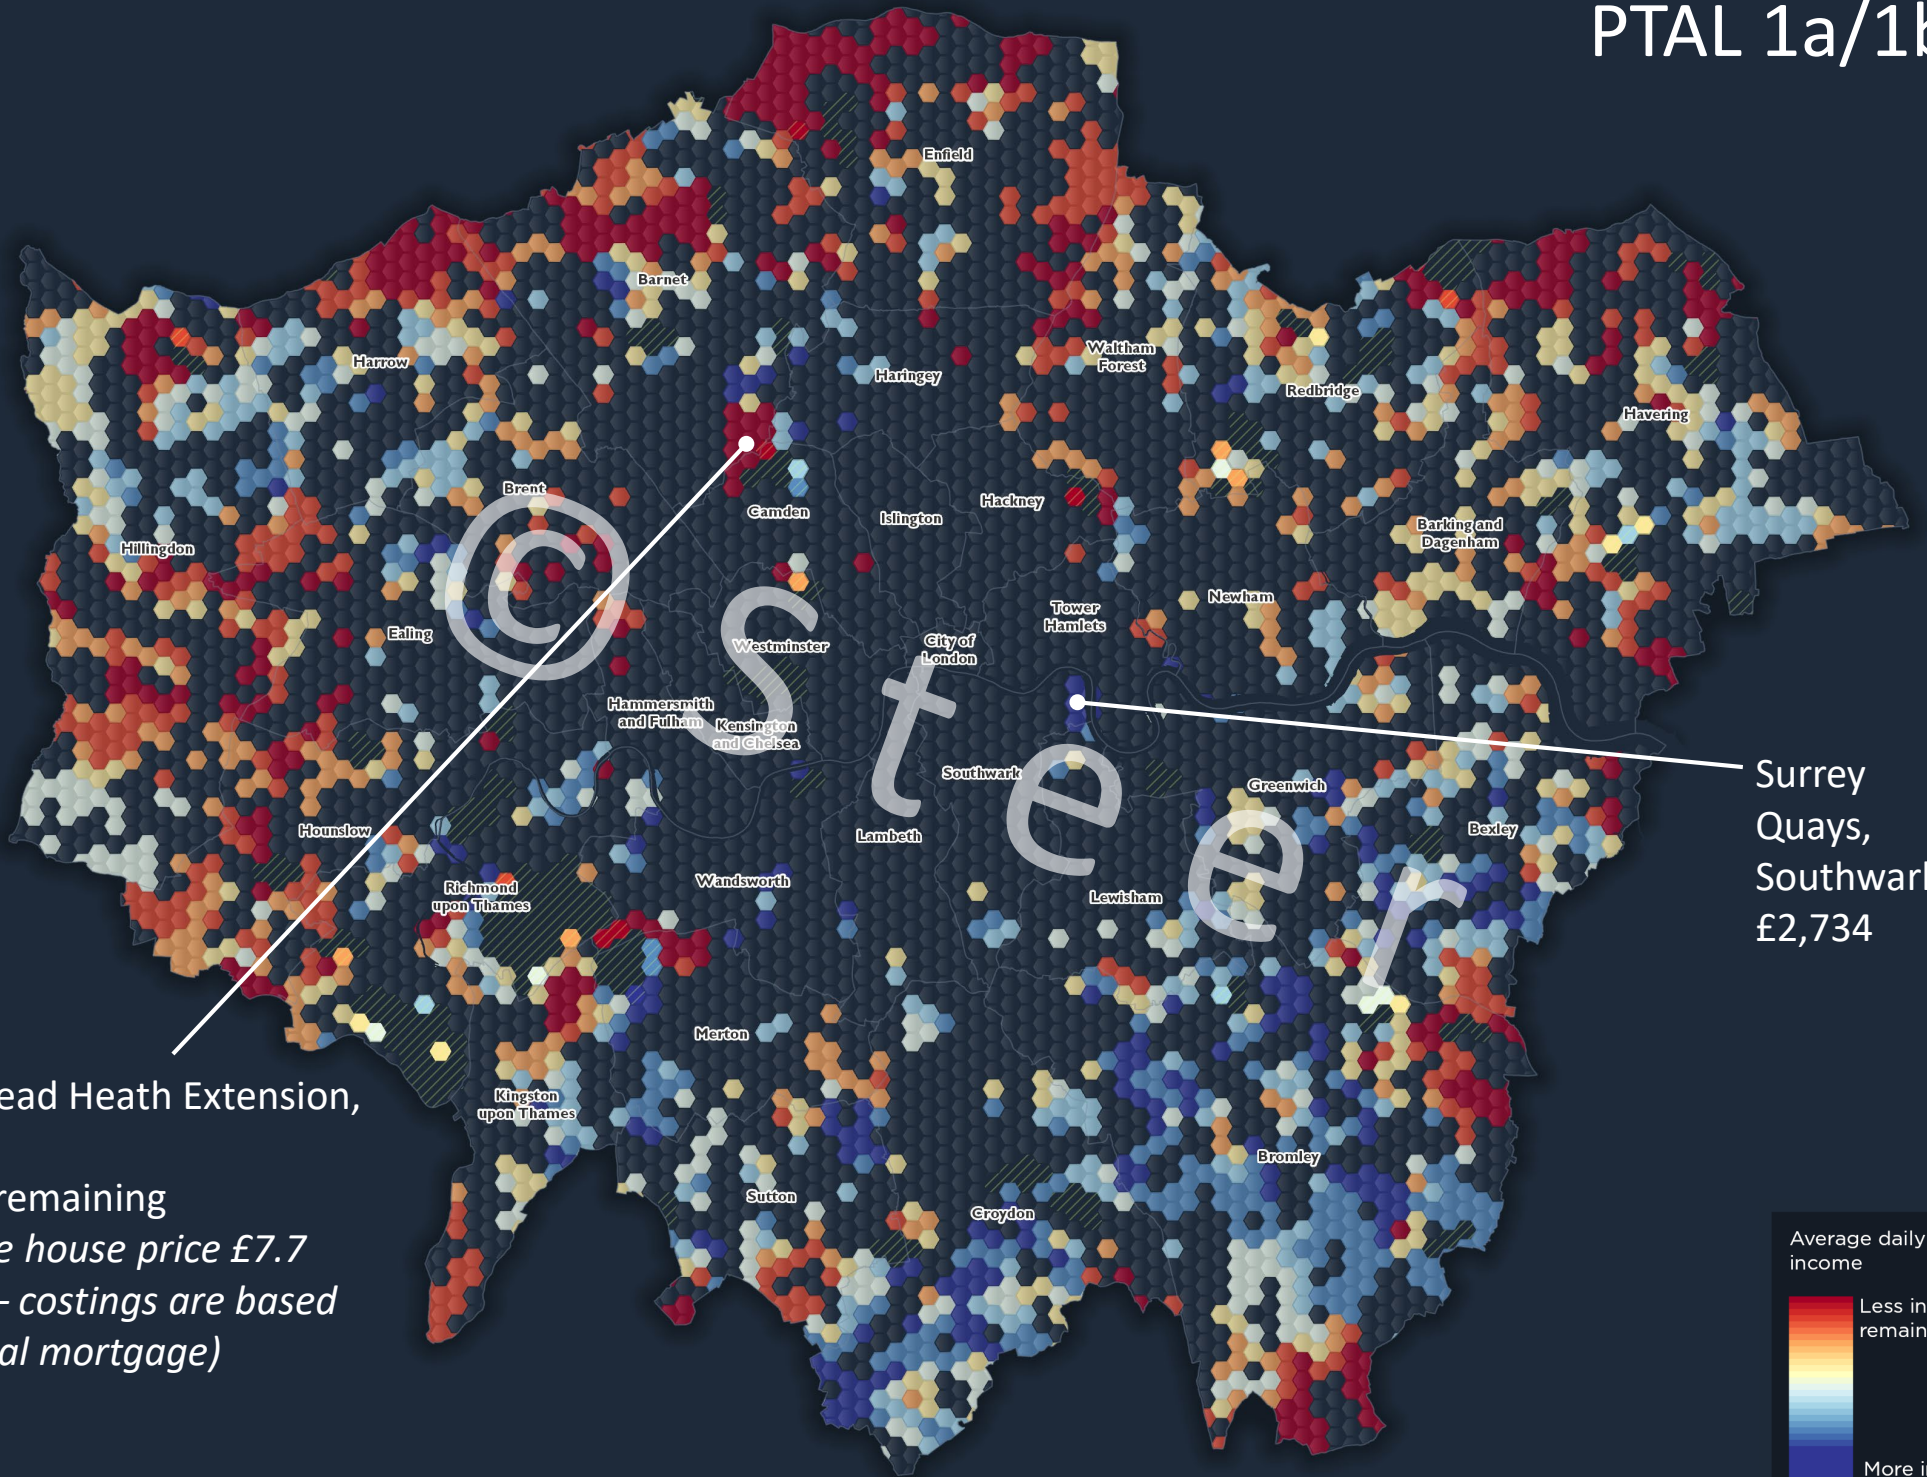 PTAL 1a/1b
Enfield
Barnet
Harrow
Haringey
Waltham
Forest
Redbridge
Havering
Brent
Camden
Islington
Hackney
Barking and
Dagenham
Hillingdon
Ealing
Westminster
City of
London
Tower
Hamlets
Newham
Hammersmith
and Fulham
Kensington
and Chelsea
Southwark
Greenwich
Bexley
Hounslow
Lambeth
Richmond
upon Thames
Wandsworth
Lewisham
Merton
Kingston
upon Thames
Sutton
Croydon
Bromley
© Steer
Surrey
Quays,
Southwark
£2,734
ead Heath Extension,
remaining
e house price £7.7
– costings are based
al mortgage)
Average daily
income
Less in
remain
More i